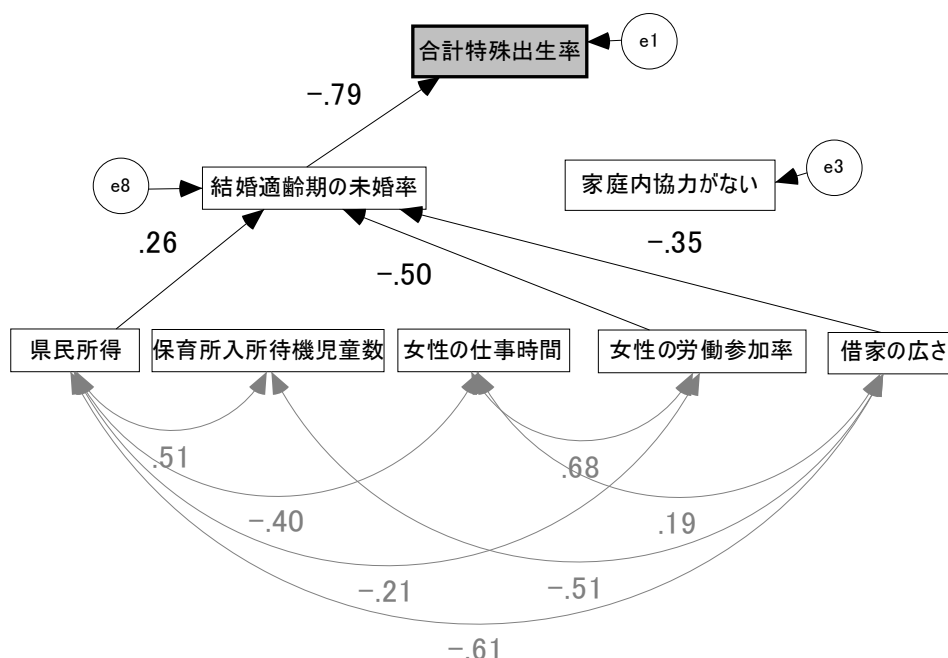 合計特殊出生率
e1
−.79
e8
結婚適齢期の未婚率
家庭内協力がない
e3
.26
−.50
−.35
県民所得
保育所入所待機児童数
女性の仕事時間
女性の労働参加率
借家の広さ
.51
.68
−.40
.19
−.21
−.51
−.61